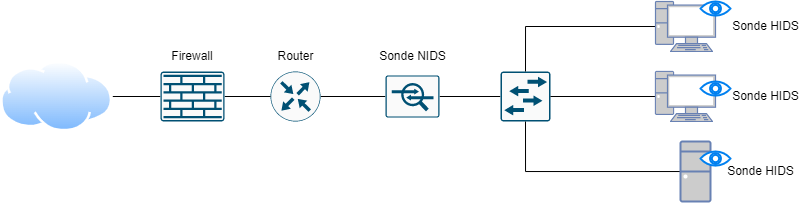 Firewall
Router
Sonde NIDS
Sonde HIDS
Sonde HIDS
Sonde HIDS